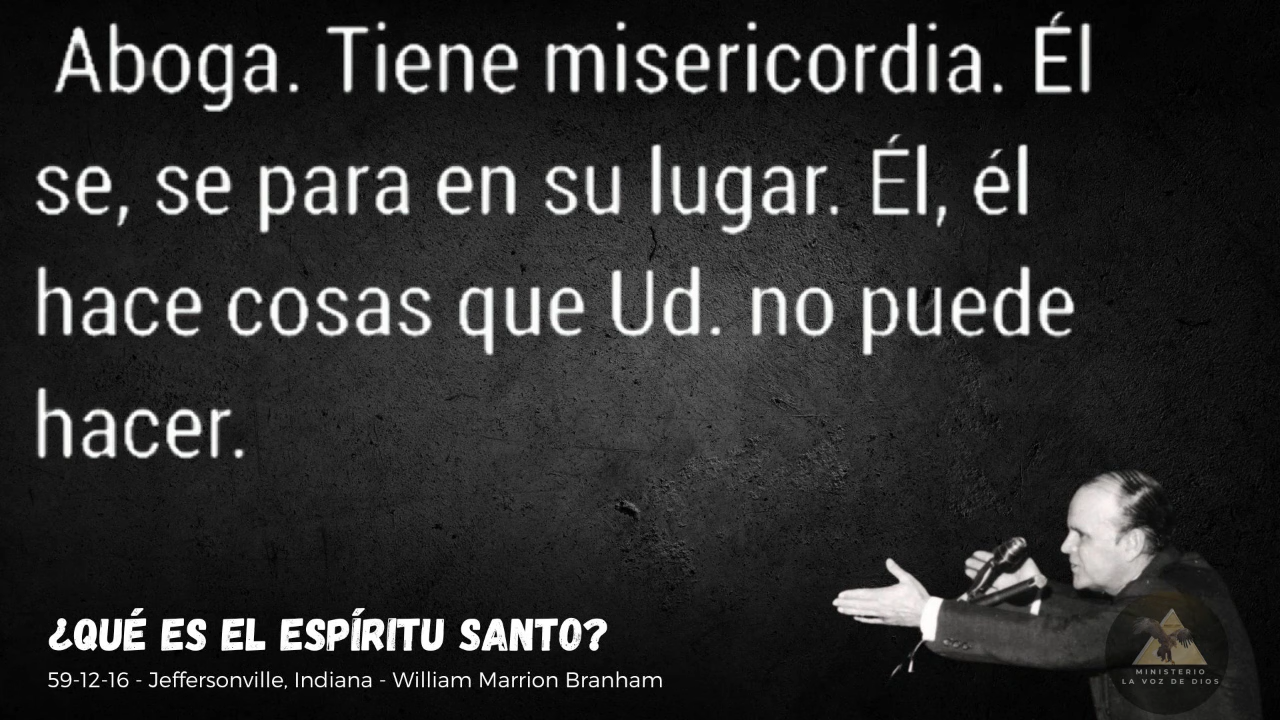 Aboga. Tiene misericordia. Él
se, se para en su lugar. Él, él
hace cosas que Ud. no puede
hacer.
¿QUÉ ES EL ESPÍRITU SANTO?
59-12-16 - Jeffersonville, Indiana - William Marrion Branham
MINISTERIO
LA VOZ DE DIOS